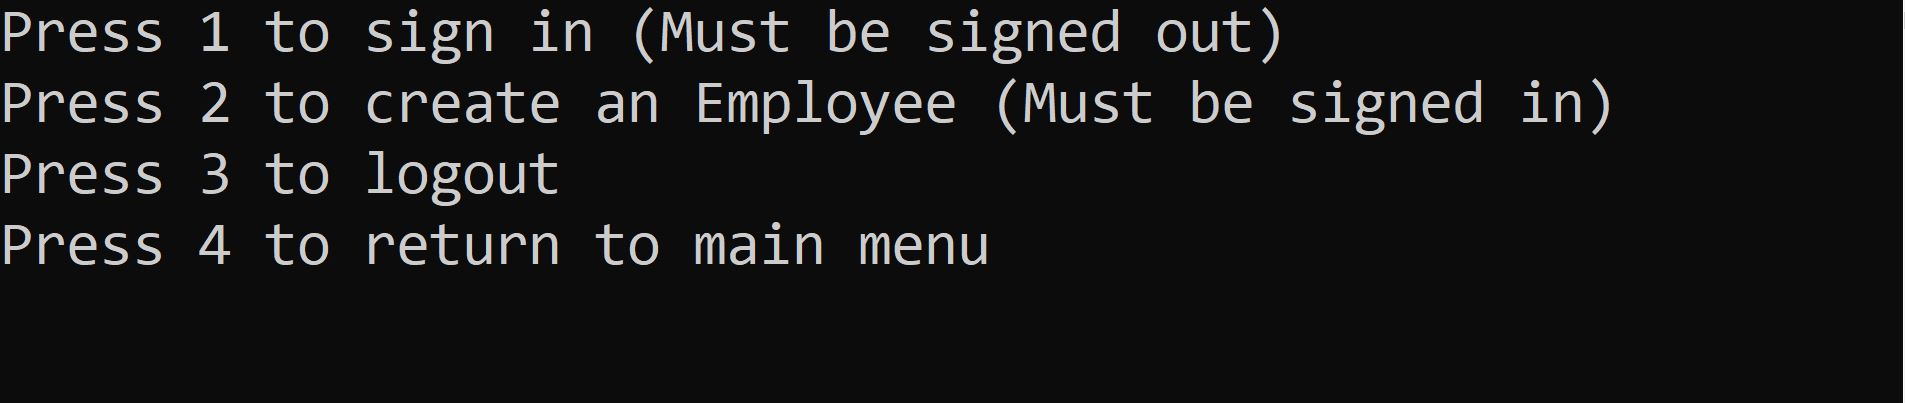 Press 1 to sign in (Must be signed out)
Press 2 to create an Employee (Must be signed in)
Press 3 to logout
Press 4 to return to main menu